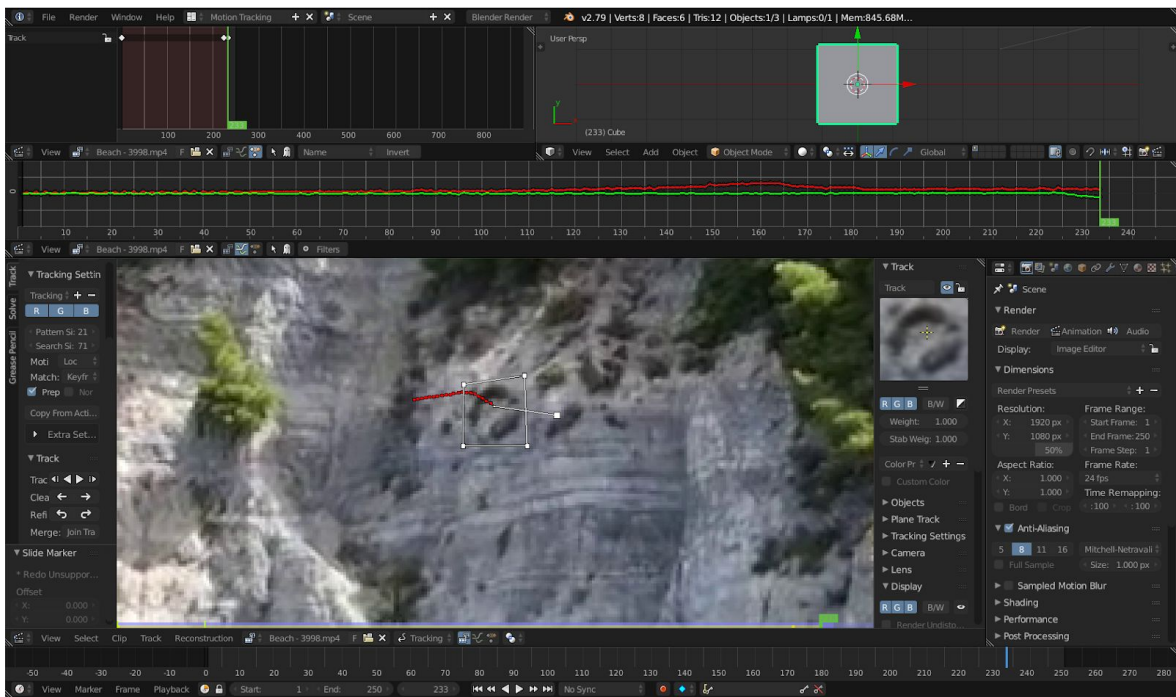 File Render Window Help Motion Tracking Scene Blender Render v2.79 | Verts:8 | Faces:6 | Tris:12 | Objects:1/3 | Lamps:0/1 | Mem:845.68M...
Track
User Persp
(233) Cube
100 200 233 300 400 500 600 700 800
View Beach - 3998.mp4 F Name Invert
View Select Add Object Object Mode Global
0
10 20 30 40 50 60 70 80 90 100 110 120 130 140 150 160 170 180 190 200 210 220 230 240
View Beach - 3998.mp4 F Filters
Track
Solve
Grease Pencil
Tracking Settin
Tracking
R G B
Pattern Si: 21
Search Si: 71
Moti Loc
Match: Keyfr
Prep Nor
Copy From Acti...
Extra Set...
Track
Trac
Clea
Refi
Merge: Join Tra
Slide Marker
* Redo Unsuppor...
Offset
X: 0.000
Y: 0.000
Track
Track
R G B B/W
Weight: 1.000
Stab Weig: 1.000
Color Pr
Custom Color
Objects
Plane Track
Tracking Settings
Camera
Lens
Display
R G B B/W
Render Undisto
Scene
Render
Render Animation Audio
Display: Image Editor
Dimensions
Render Presets
Resolution: Frame Range:
X: 1920 px Start Frame: 1
Y: 1080 px End Frame: 250
50% Frame Step: 1
Aspect Ratio: Frame Rate:
X: 1.000 24 fps
Y: 1.000 Time Remapping:
Bord Crop :100 :100
Anti-Aliasing
5 8 11 16 Mitchell-Netravali
Full Sample Size: 1.000 px
Sampled Motion Blur
Shading
Performance
Post Processing
View Select Clip Track Reconstruction Beach - 3998.mp4 F Tracking
-50 -40 -30 -20 -10 0 10 20 30 40 50 60 70 80 90 100 110 120 130 140 150 160 170 180 190 200 210 220 230 240 250 260 270 280
View Marker Frame Playback Start: 1 End: 250 233 No Sync